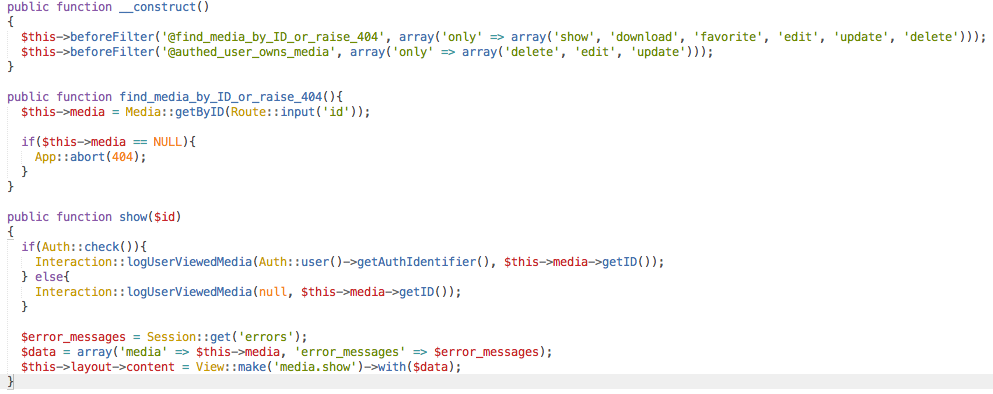 public function __construct()
{
  $this->beforeFilter('@find_media_by_ID_or_raise_404', array('only' => array('show', 'download', 'favorite', 'edit', 'update', 'delete')));
  $this->beforeFilter('@authed_user_owns_media', array('only' => array('delete', 'edit', 'update')));
}

public function find_media_by_ID_or_raise_404(){
  $this->media = Media::getByID(Route::input('id'));

  if($this->media == NULL){
    App::abort(404);
  }
}

public function show($id)
{
  if(Auth::check()){
    Interaction::logUserViewedMedia(Auth::user()->getAuthIdentifier(), $this->media->getID());
  } else{
    Interaction::logUserViewedMedia(null, $this->media->getID());
  }

  $error_messages = Session::get('errors');
  $data = array('media' => $this->media, 'error_messages' => $error_messages);
  $this->layout->content = View::make('media.show')->with($data);
}